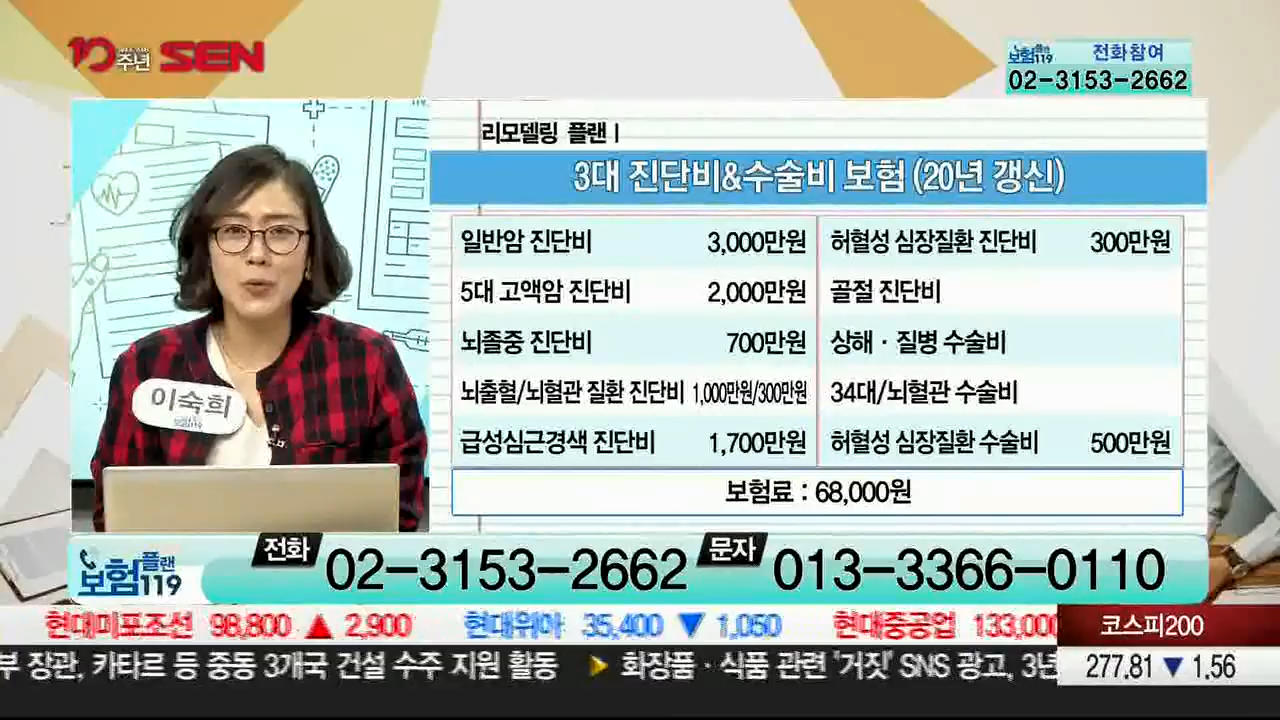 10주년 SEN
보험플랜119 전화참여
02-3153-2662
리모델링 플랜 I
3대 진단비&수술비 보험 (20년 갱신)
일반암 진단비 3,000만원
5대 고액암 진단비 2,000만원
뇌졸중 진단비 700만원
뇌출혈/뇌혈관 질환 진단비 1,000만원/300만원
급성심근경색 진단비 1,700만원
허혈성 심장질환 진단비 300만원
골절 진단비
상해 · 질병 수술비
34대/뇌혈관 수술비
허혈성 심장질환 수술비 500만원
보험료 : 68,000원
이숙희
보험플랜119 전화 02-3153-2662 문자 013-3366-0110
현대미포조선 98,800 ▲ 2,900 현대위아 35,400 ▼ 1,050 현대중공업 133,000
코스피200
부 장관, 카타르 등 중동 3개국 건설 수주 지원 활동 ▶ 화장품 · 식품 관련 '거짓' SNS 광고, 3년
277.81 ▼ 1.56